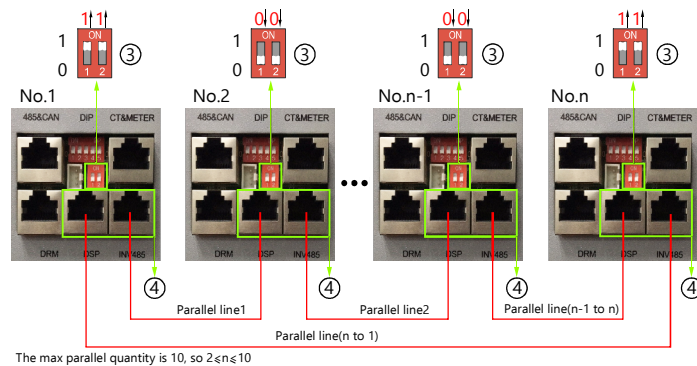 1 1 0 0 0 0 1 1
ON ON ON ON
1 ③ 1 ③ 1 ③ 1 ③
0 1 2 0 1 2 0 1 2 0 1 2
No.1 No.2 No.n-1 No.n
485&CAN DIP CT&METER 485&CAN DIP CT&METER 485&CAN DIP CT&METER 485&CAN DIP CT&METER
ON ON ON ON
DRM DSP INV485 DRM DSP INV485 DRM DSP INV485 DRM DSP INV485
④ ④ ④ ④
Parallel line1 Parallel line2 Parallel line(n-1 to n)
Parallel line(n to 1)
The max parallel quantity is 10, so 2⩽n⩽10